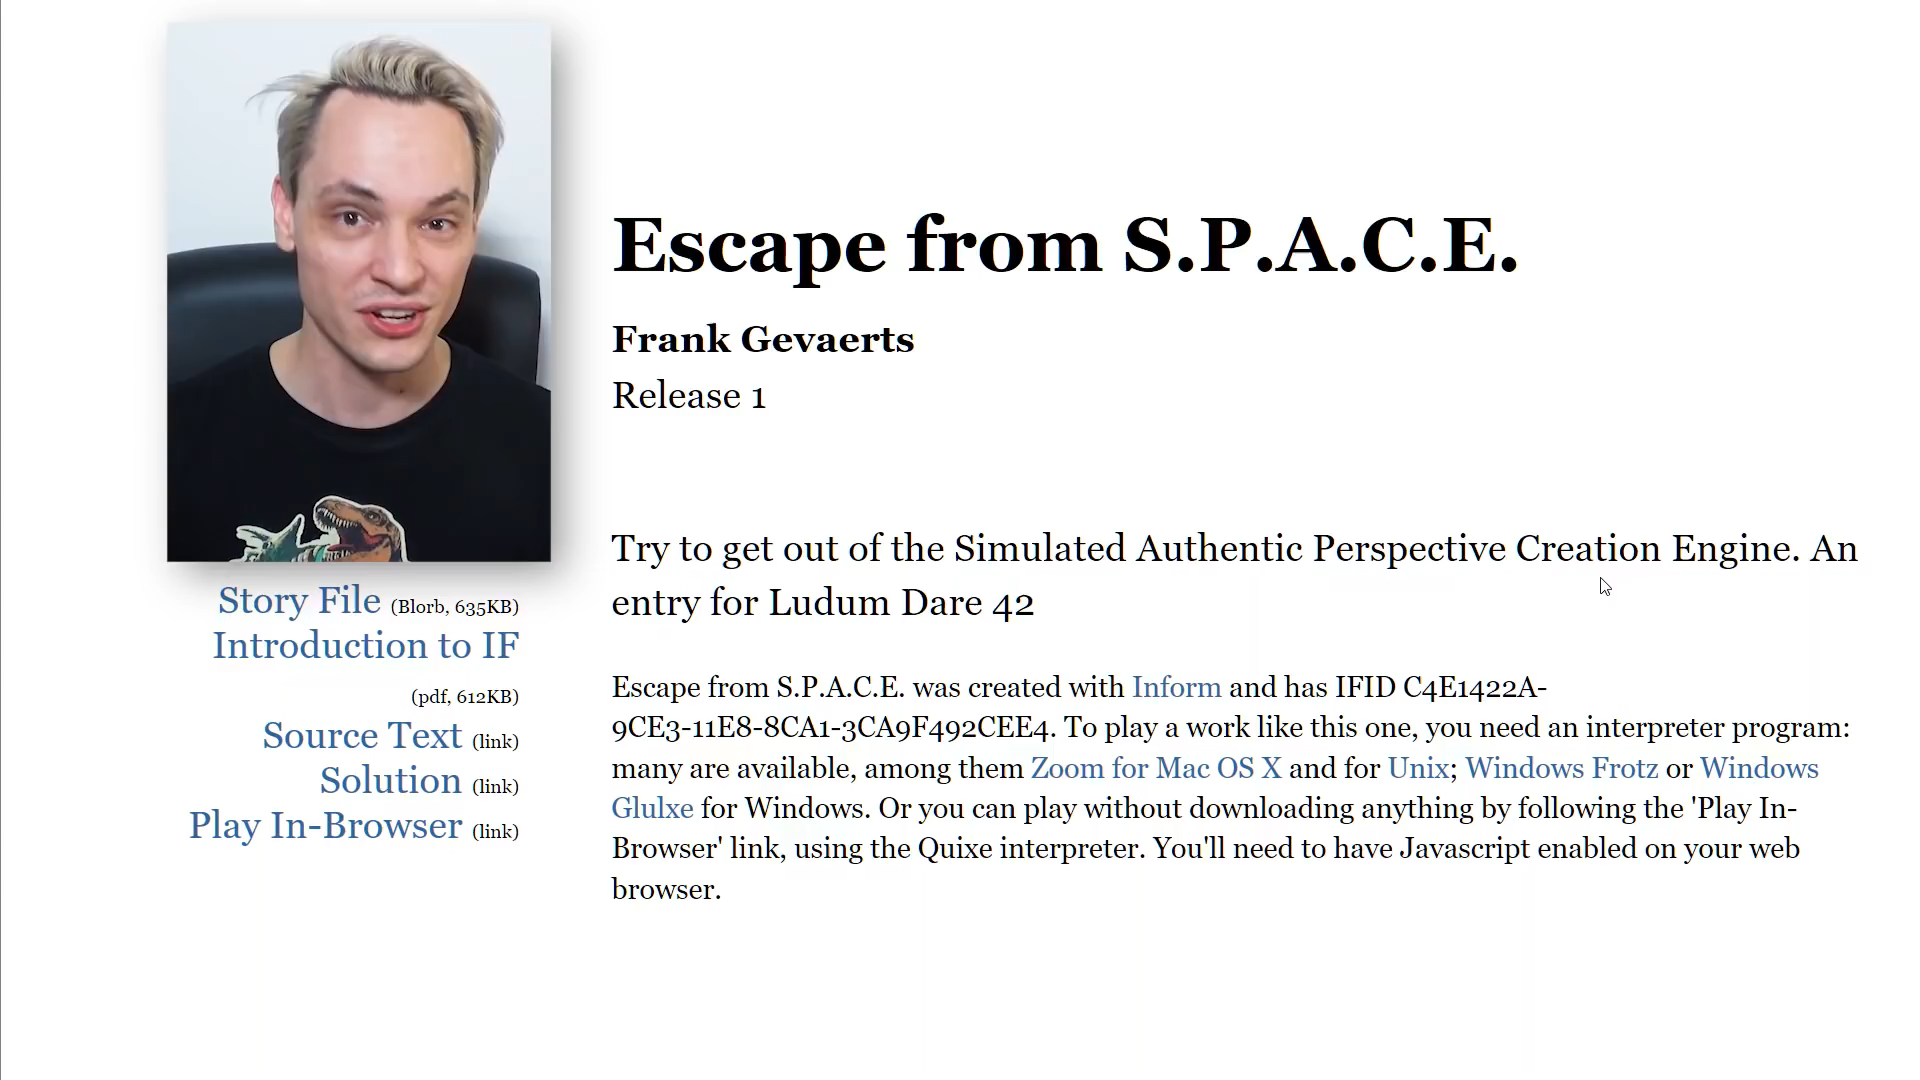 Escape from S.P.A.C.E.
Frank Gevaerts
Release 1
Try to get out of the Simulated Authentic Perspective Creation Engine. An
entry for Ludum Dare 42
Escape from S.P.A.C.E. was created with Inform and has IFID C4E1422A-
9CE3-11E8-8CA1-3CA9F492CEE4. To play a work like this one, you need an interpreter program:
many are available, among them Zoom for Mac OS X and for Unix; Windows Frotz or Windows
Glulxe for Windows. Or you can play without downloading anything by following the 'Play In-
Browser' link, using the Quixe interpreter. You'll need to have Javascript enabled on your web
browser.
Story File (Blorb, 635KB)
Introduction to IF
(pdf, 612KB)
Source Text (link)
Solution (link)
Play In-Browser (link)